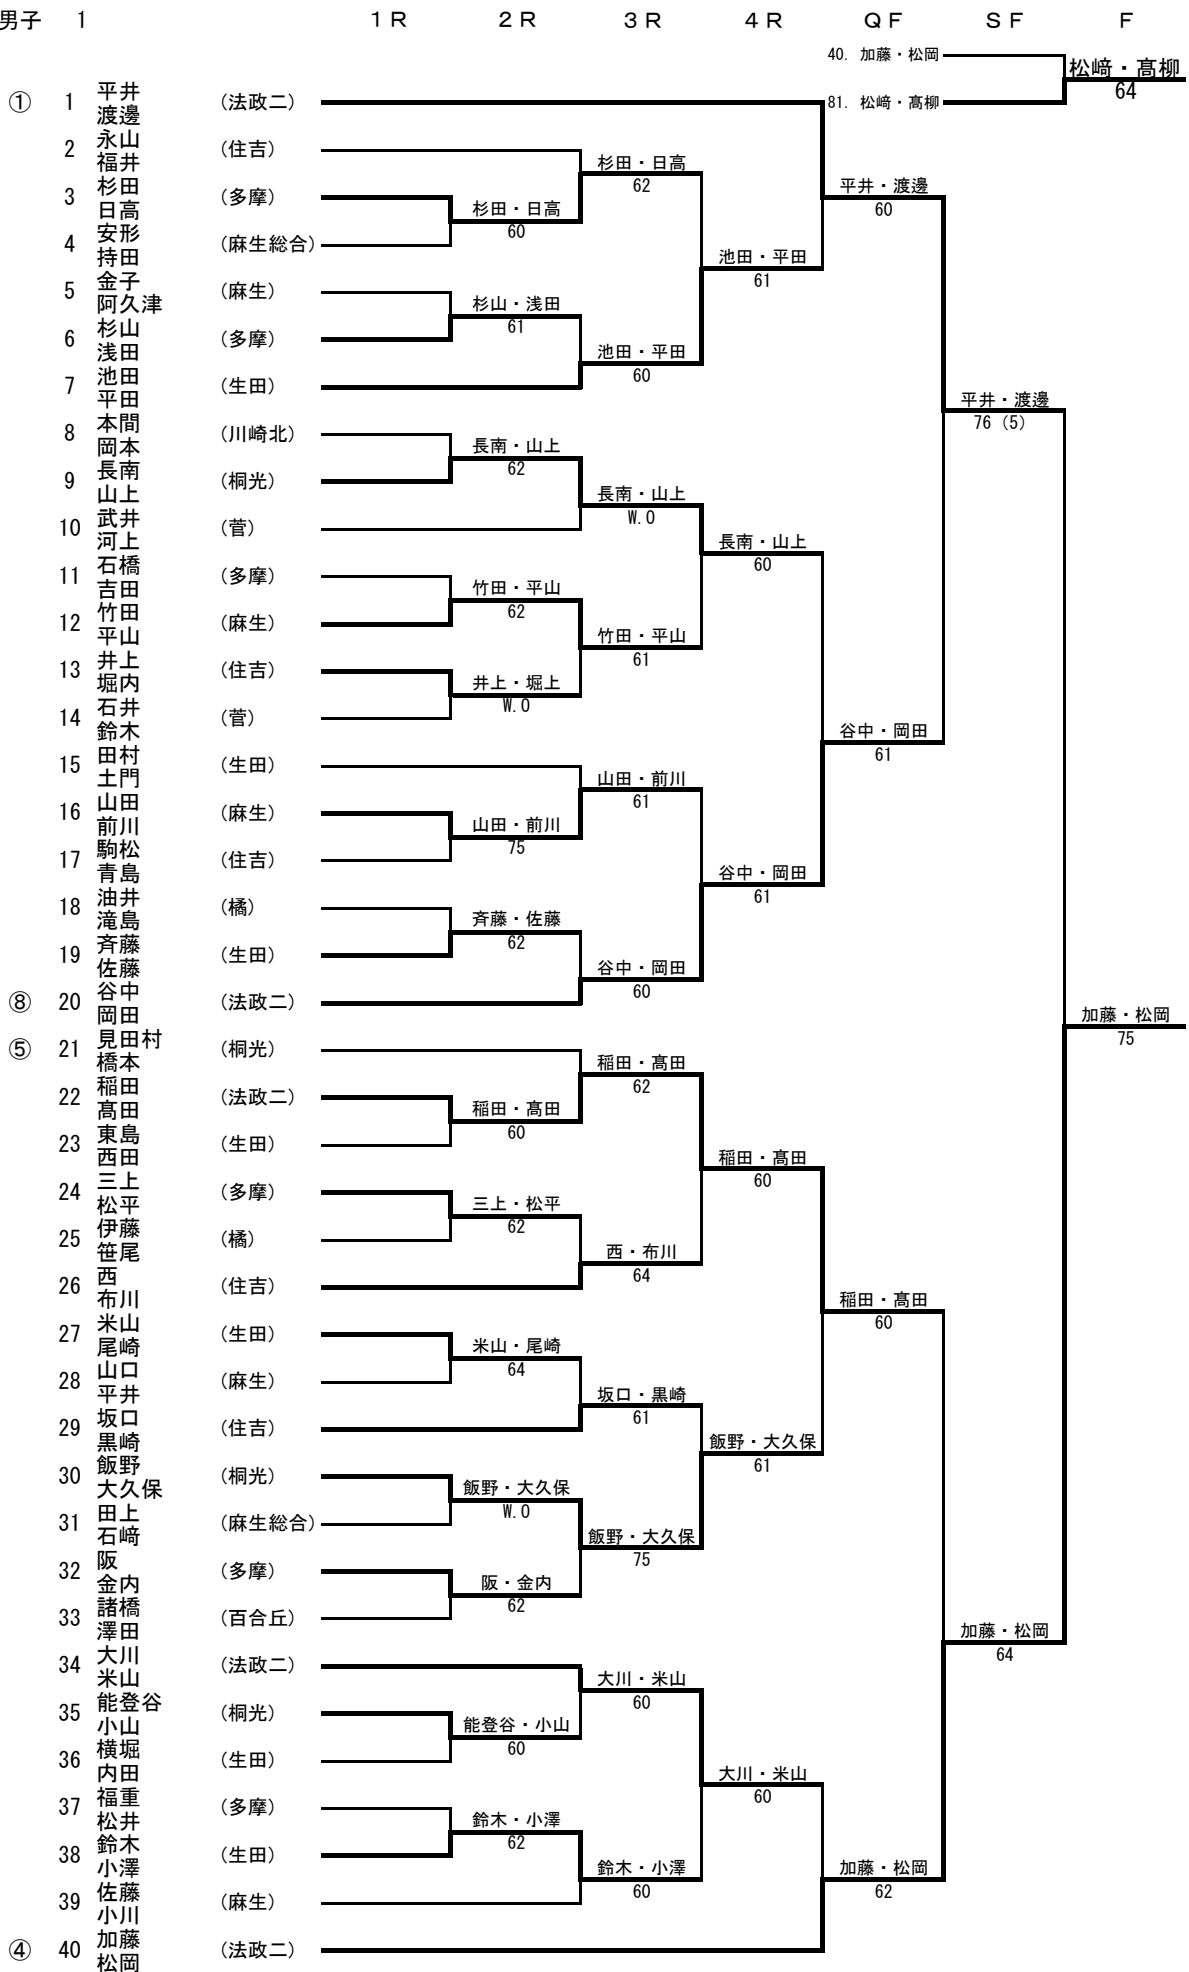 男子 1 1R 2R 3R 4R QF SF F
40. 加藤・松岡
松﨑・髙柳
64
81. 松﨑・髙柳
① 1 平井 渡邊 (法政二)
2 永山 福井 (住吉)
杉田・日高
62
3 杉田 日高 (多摩)
杉田・日高
60
平井・渡邊
60
4 安形 持田 (麻生総合)
池田・平田
61
5 金子 阿久津 (麻生)
杉山・浅田
61
6 杉山 浅田 (多摩)
池田・平田
60
7 池田 平田 (生田)
平井・渡邊
76 (5)
8 本間 岡本 (川崎北)
長南・山上
62
9 長南 山上 (桐光)
長南・山上
W.O
10 武井 河上 (菅)
長南・山上
60
11 石橋 吉田 (多摩)
竹田・平山
62
12 竹田 平山 (麻生)
竹田・平山
61
13 井上 堀内 (住吉)
井上・堀上
W.O
14 石井 鈴木 (菅)
谷中・岡田
61
15 田村 土門 (生田)
山田・前川
61
16 山田 前川 (麻生)
山田・前川
75
17 駒松 青島 (住吉)
谷中・岡田
61
18 油井 滝島 (橘)
斉藤・佐藤
62
19 斉藤 佐藤 (生田)
谷中・岡田
60
⑧ 20 谷中 岡田 (法政二)
加藤・松岡
75
⑤ 21 見田村 橋本 (桐光)
稲田・髙田
62
22 稲田 髙田 (法政二)
稲田・髙田
60
23 東島 西田 (生田)
稲田・髙田
60
24 三上 松平 (多摩)
三上・松平
62
25 伊藤 笹尾 (橘)
西・布川
64
26 西 布川 (住吉)
稲田・髙田
60
27 米山 尾崎 (生田)
米山・尾崎
64
28 山口 平井 (麻生)
坂口・黒崎
61
29 坂口 黒崎 (住吉)
飯野・大久保
61
30 飯野 大久保 (桐光)
飯野・大久保
W.O
31 田上 石﨑 (麻生総合)
飯野・大久保
75
32 阪 金内 (多摩)
阪・金内
62
33 諸橋 澤田 (百合丘)
加藤・松岡
64
34 大川 米山 (法政二)
大川・米山
60
35 能登谷 小山 (桐光)
能登谷・小山
60
36 横堀 内田 (生田)
大川・米山
60
37 福重 松井 (多摩)
鈴木・小澤
62
38 鈴木 小澤 (生田)
鈴木・小澤
60
加藤・松岡
62
39 佐藤 小川 (麻生)
④ 40 加藤 松岡 (法政二)